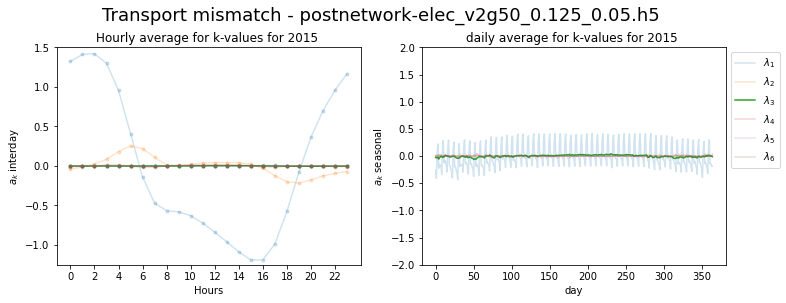 Transport mismatch - postnetwork-elec_v2g50_0.125_0.05.h5
Hourly average for k-values for 2015
1.5
1.0
0.5
0.0
−0.5
−1.0
a_k interday
0 2 4 6 8 10 12 14 16 18 20 22
Hours
daily average for k-values for 2015
2.0
1.5
1.0
0.5
0.0
−0.5
−1.0
−1.5
−2.0
a_k seasonal
0 50 100 150 200 250 300 350
day
λ1
λ2
λ3
λ4
λ5
λ6